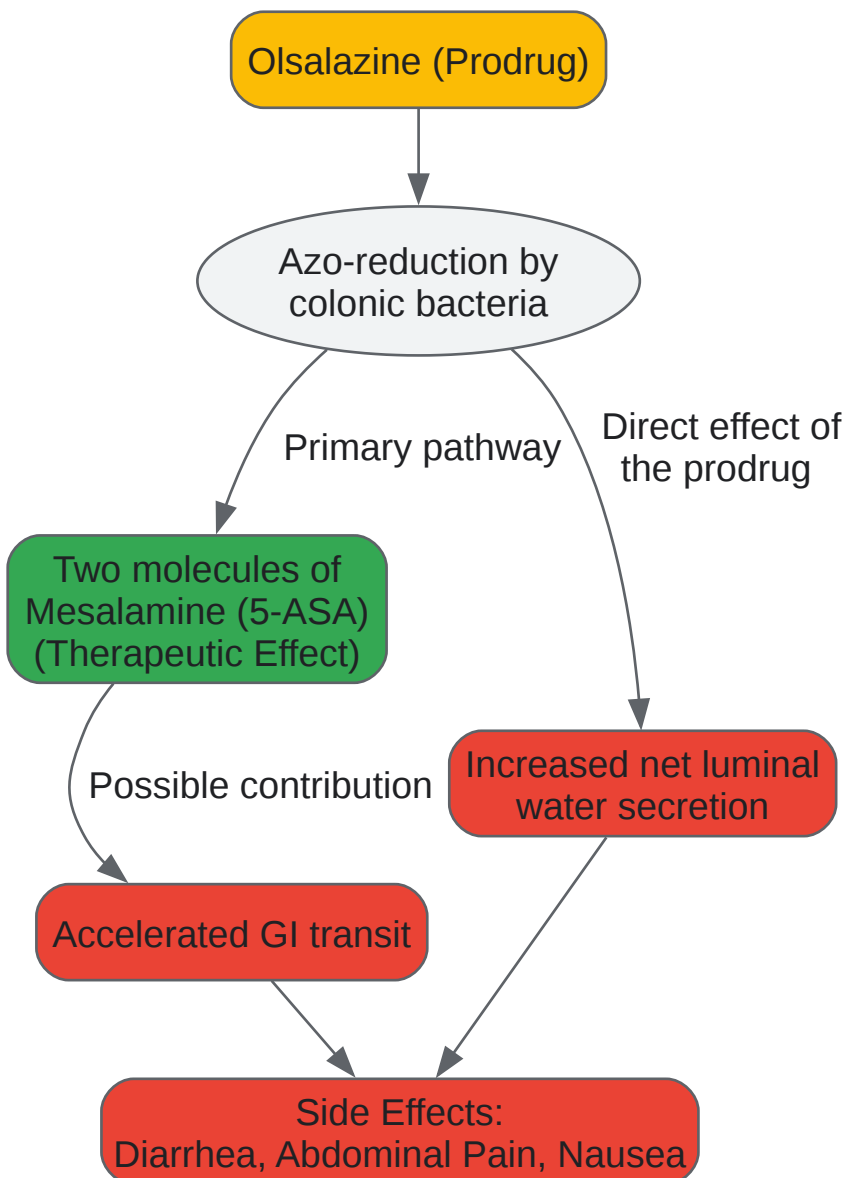 Olsalazine (Prodrug)
Azo-reduction by
colonic bacteria
Primary pathway
Direct effect of
the prodrug
Two molecules of
Mesalamine (5-ASA)
(Therapeutic Effect)
Increased net luminal
water secretion
Possible contribution
Accelerated GI transit
Side Effects:
Diarrhea, Abdominal Pain, Nausea